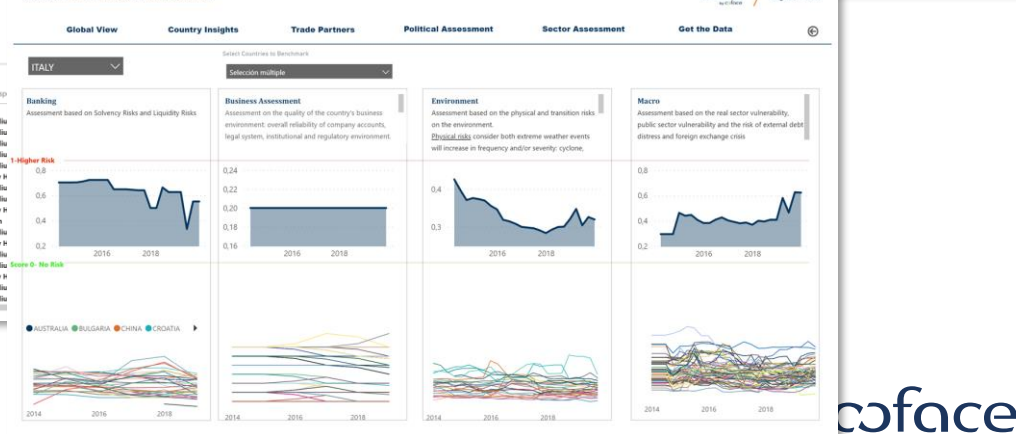 Global View Country Insights Trade Partners Political Assessment Sector Assessment Get the Data
Select Countries to Benchmark
ITALY
Selección múltiple
Banking
Assessment based on Solvency Risks and Liquidity Risks
Business Assessment
Assessment on the quality of the country's business
environment: overall reliability of company accounts,
legal system, institutional and regulatory environment.
Environment
Assessment based on the physical and transition risks
on the environment.
Physical risks consider both extreme weather events
will increase in frequency and/or severity: cyclone,
Macro
Assessment based on the real sector vulnerability,
public sector vulnerability and the risk of external debt
distress and foreign exchange crisis
1-Higher Risk
0,8
0,6
0,4
0,2
2016 2018
0,24
0,22
0,20
0,18
0,16
2016 2018
0,4
0,3
2016 2018
0,8
0,6
0,4
0,2
2016 2018
Score 0- No Risk
AUSTRALIA BULGARIA CHINA CROATIA
2014 2016 2018
2014 2016 2018
2014 2016 2018
2014 2016 2018
coface